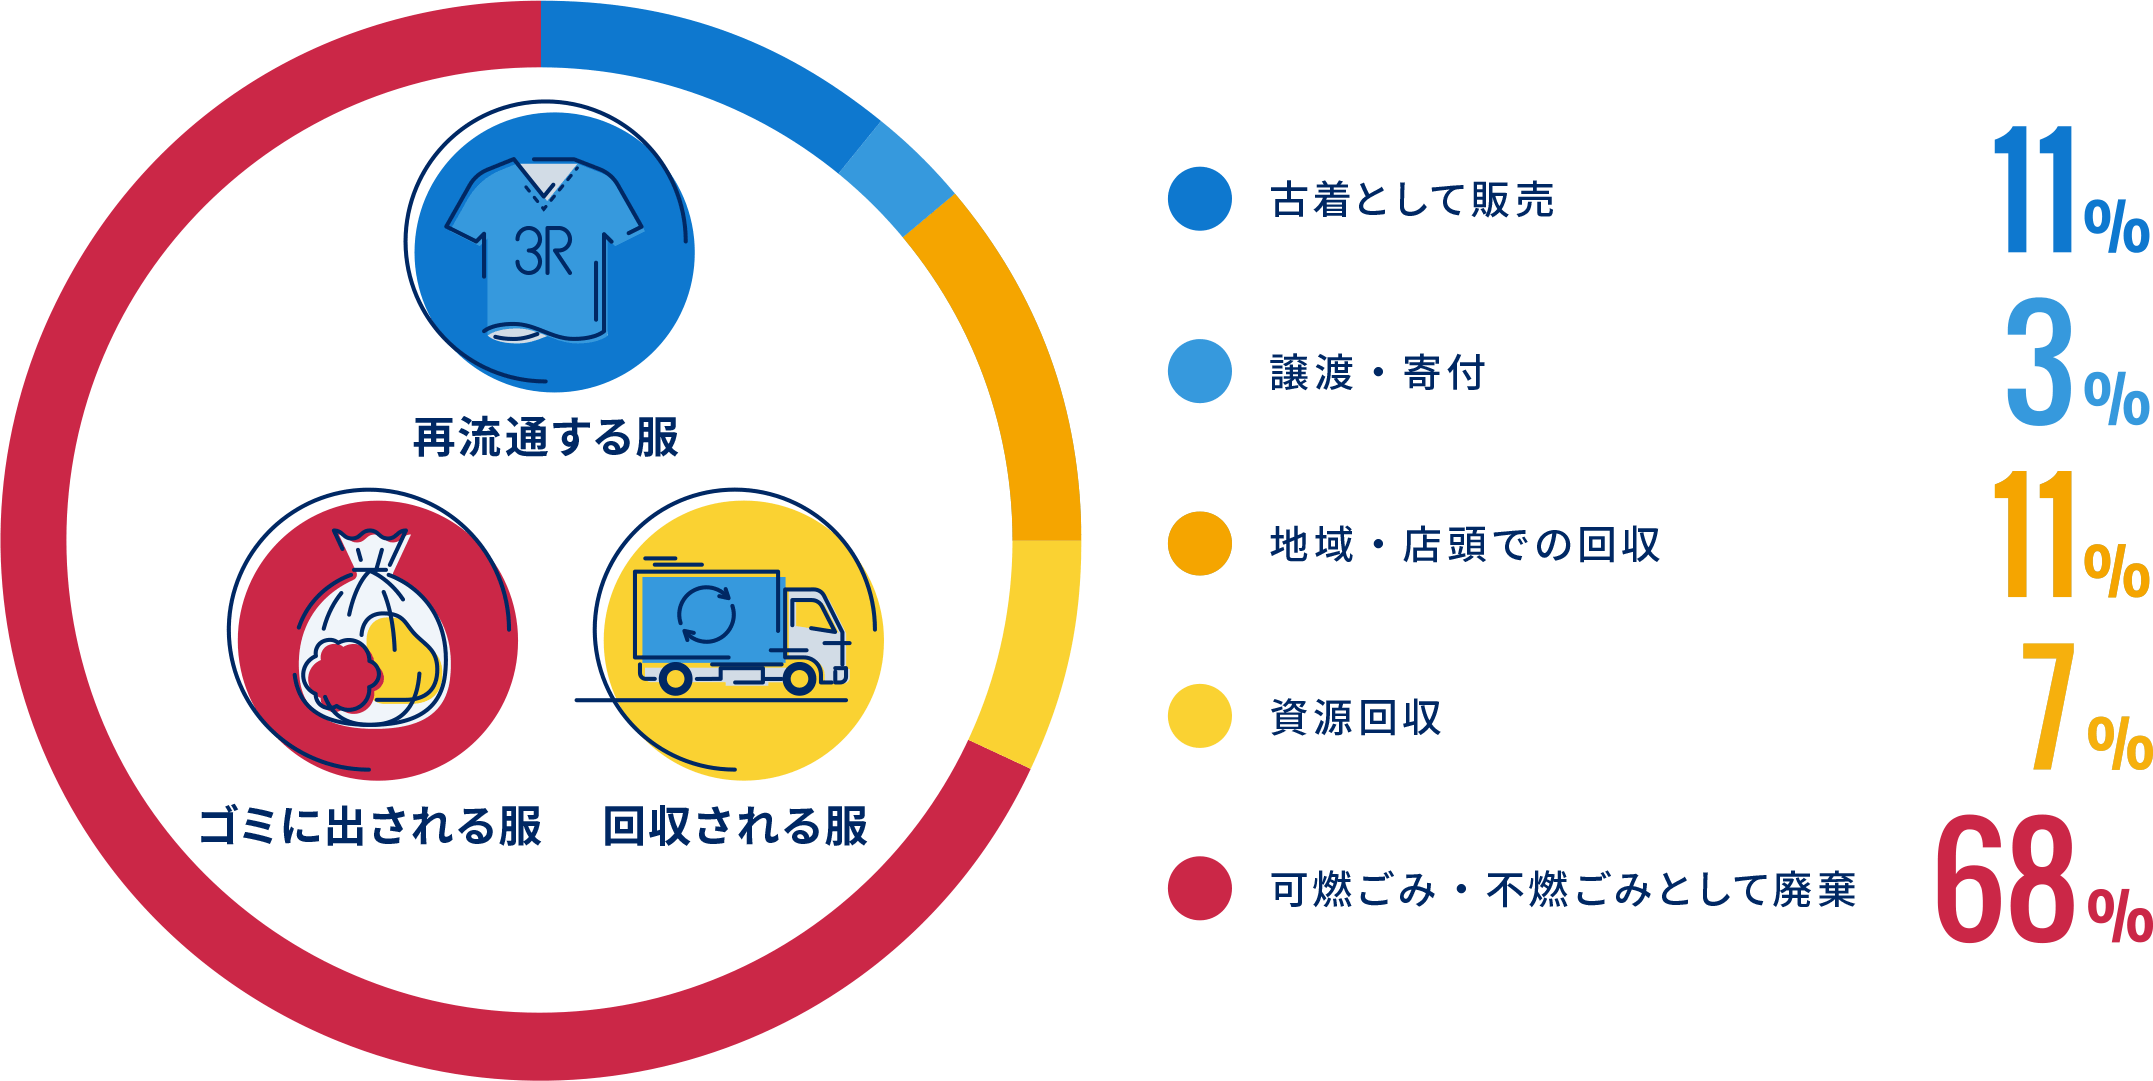 3R
再流通する服
ゴミに出される服
回収される服
古着として販売 11%
譲渡・寄付 3%
地域・店頭での回収 11%
資源回収 7%
可燃ごみ・不燃ごみとして廃棄 68%